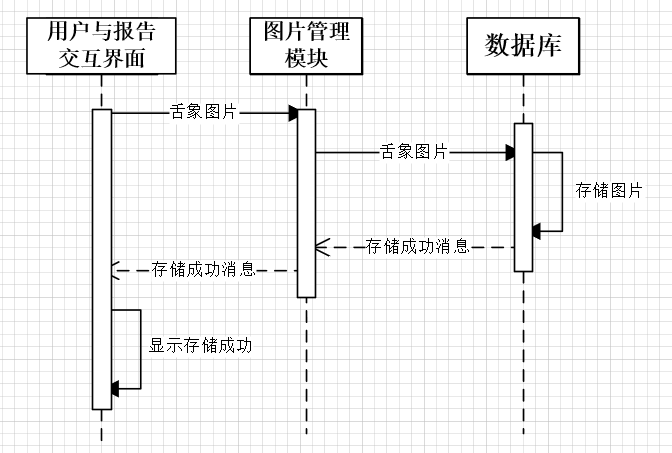 用户与报告
交互界面
图片管理
模块
数据库
舌象图片
舌象图片
存储图片
存储成功消息
存储成功消息
显示存储成功